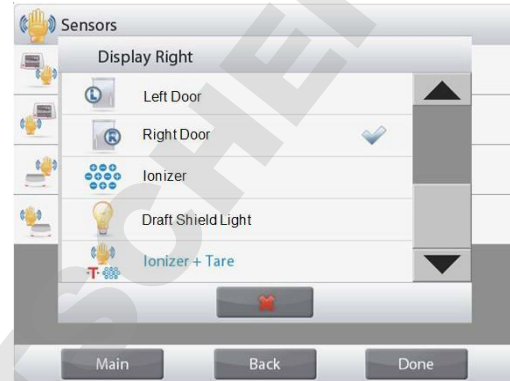 Sensors
Display Right
L Left Door
R Right Door
Ionizer
Draft Shield Light
-T- Ionizer + Tare
Main Back Done